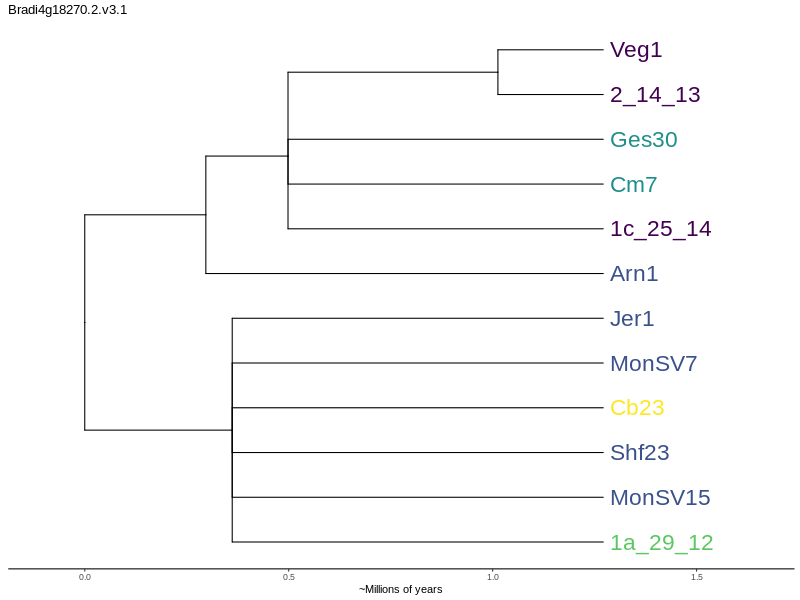 Bradi4g18270.2.v3.1
Veg1
2_14_13
Ges30
Cm7
1c_25_14
Arn1
Jer1
MonSV7
Cb23
Shf23
MonSV15
1a_29_12
0.0 0.5 1.0 1.5
~Millions of years